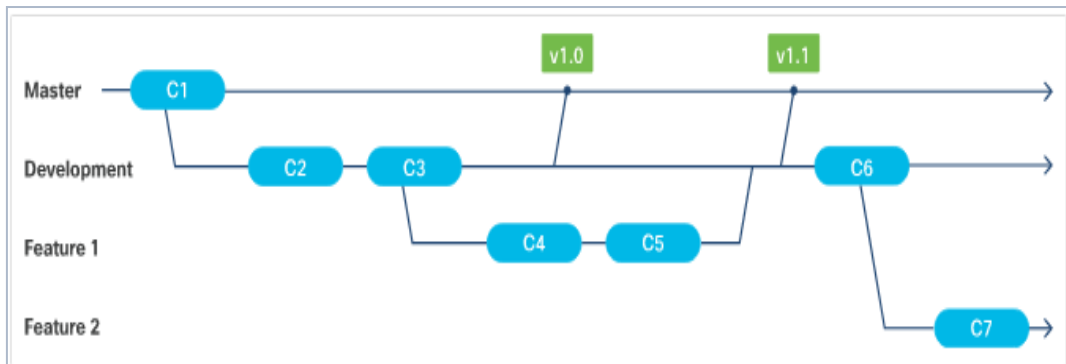 v1.0 v1.1
Master C1
Development C2 C3 C6
Feature 1 C4 C5
Feature 2 C7